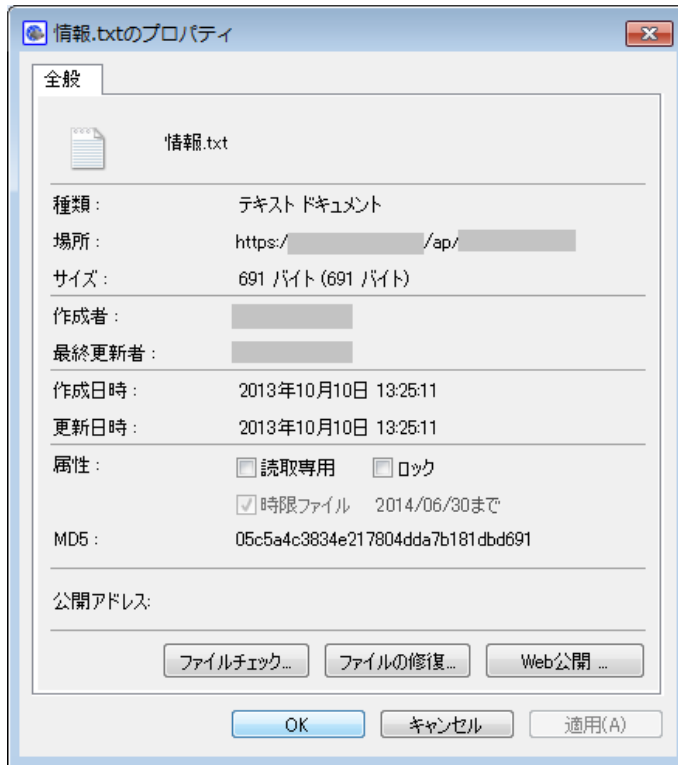 情報.txtのプロパティ
全般
情報.txt
種類 : テキスト ドキュメント
場所 : https:/ /ap/
サイズ : 691 バイト (691 バイト)
作成者 :
最終更新者 :
作成日時 : 2013年10月10日 13:25:11
更新日時 : 2013年10月10日 13:25:11
属性 : 読取専用 ロック
時限ファイル 2014/06/30まで
MD5 : 05c5a4c3834e217804dda7b181dbd691
公開アドレス:
ファイルチェック... ファイルの修復... Web公開 ...
OK キャンセル 適用(A)